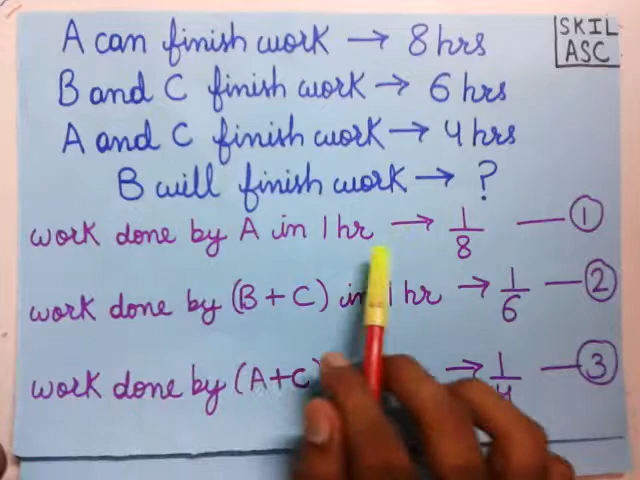 A can finish work → 8 hrs
SKIL
ASC
B and C finish work → 6 hrs
A and C finish work → 4 hrs
B will finish work → ?
work done by A in 1 hr → 1/8 — ①
work done by (B + C) in 1 hr → 1/6 — ②
work done by (A+C) → 1/4 — ③